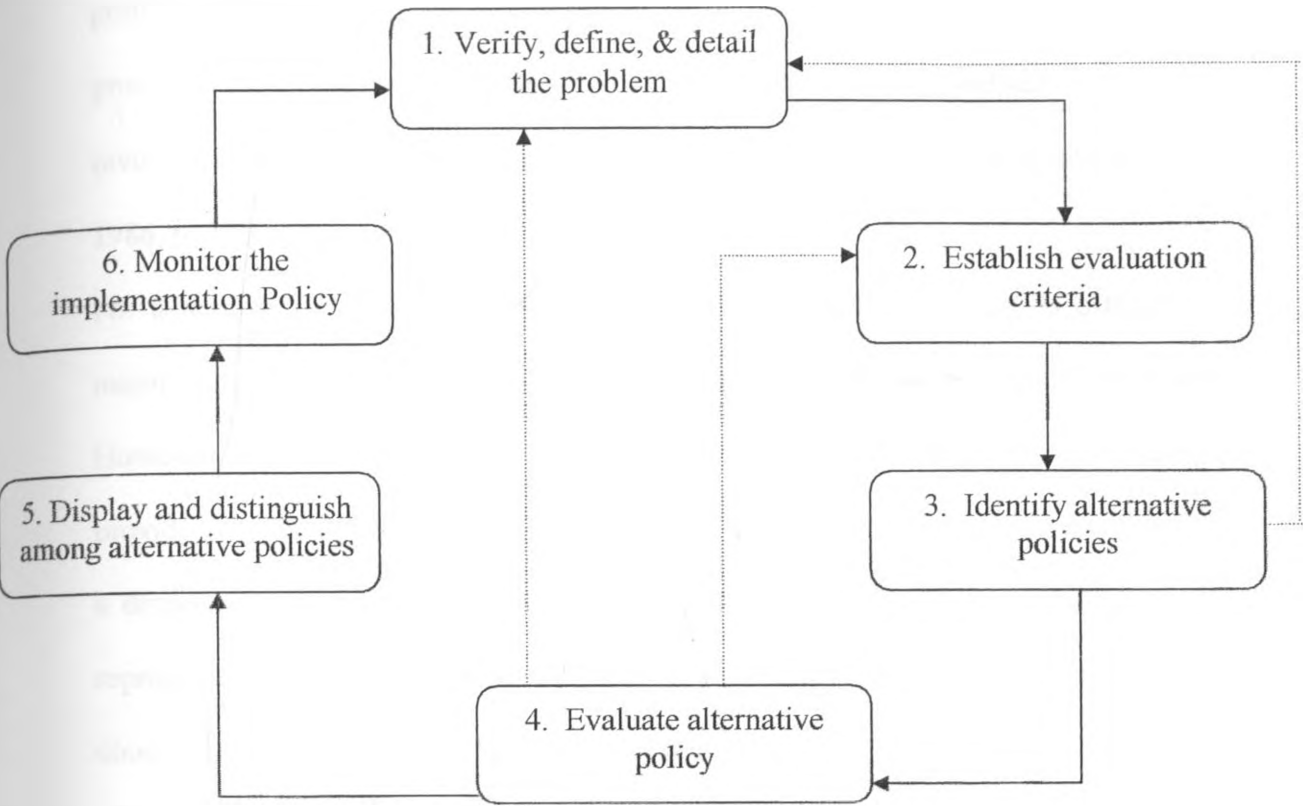 1. Verify, define, & detail
the problem
2. Establish evaluation
criteria
3. Identify alternative
policies
4. Evaluate alternative
policy
5. Display and distinguish
among alternative policies
6. Monitor the
implementation Policy